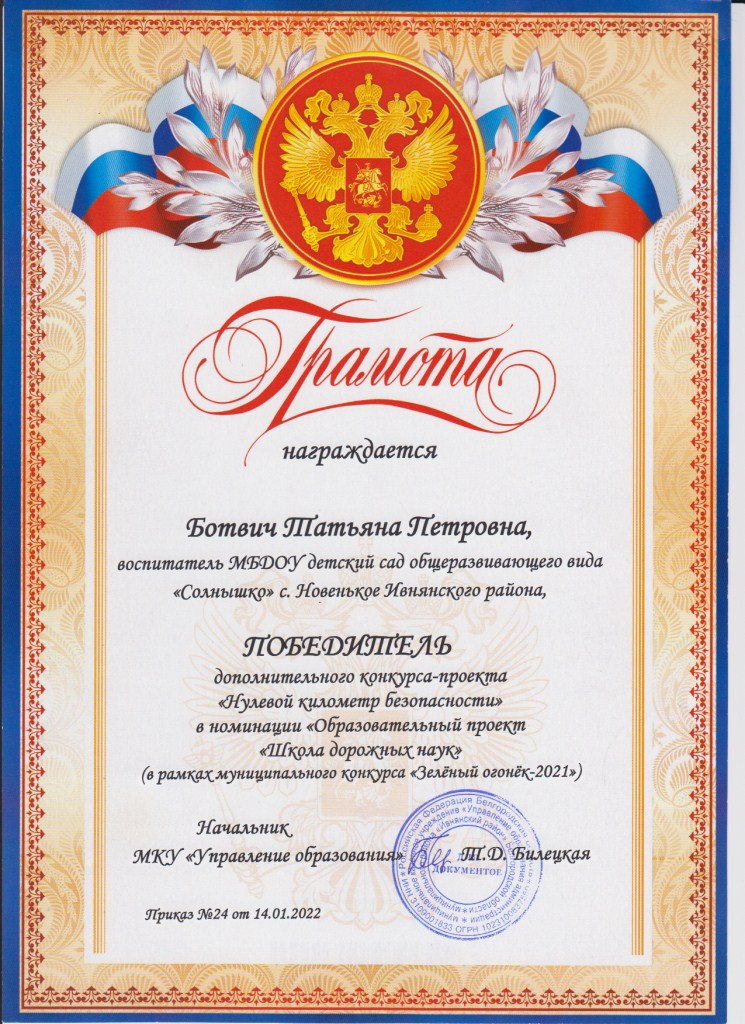 Грамота
награждается
Ботвич Татьяна Петровна,
воспитатель МБДОУ детский сад общеразвивающего вида
«Солнышко» с. Новенькое Ивнянского района,
ПОБЕДИТЕЛЬ
дополнительного конкурса-проекта
«Нулевой километр безопасности»
в номинации «Образовательный проект
«Школа дорожных наук»
(в рамках муниципального конкурса «Зелёный огонёк-2021»)
Начальник
МКУ «Управление образования» Т.Д. Билецкая
ДОКУМЕНТОВ
Приказ №24 от 14.01.2022